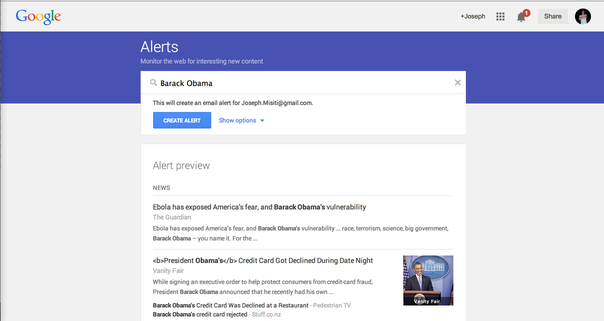 Google
+Joseph
1
Share
Alerts
Monitor the web for interesting new content
Barack Obama
This will create an email alert for Joseph.Misiti@gmail.com.
CREATE ALERT
Show options
Alert preview
NEWS
Ebola has exposed America's fear, and Barack Obama's vulnerability
The Guardian
Ebola has exposed America's fear, and Barack Obama's vulnerability ... race, terrorism, science, big government,
Barack Obama – you name it. For the ...
<b>President Obama's</b> Credit Card Got Declined During Date Night
Vanity Fair
While signing an executive order to help protect consumers from credit-card fraud,
President Barack Obama announced that he recently had his own ...
Vanity Fair
Barack Obama's Credit Card Was Declined at a Restaurant - Pedestrian TV
Barack Obama's credit card rejected - Stuff.co.nz